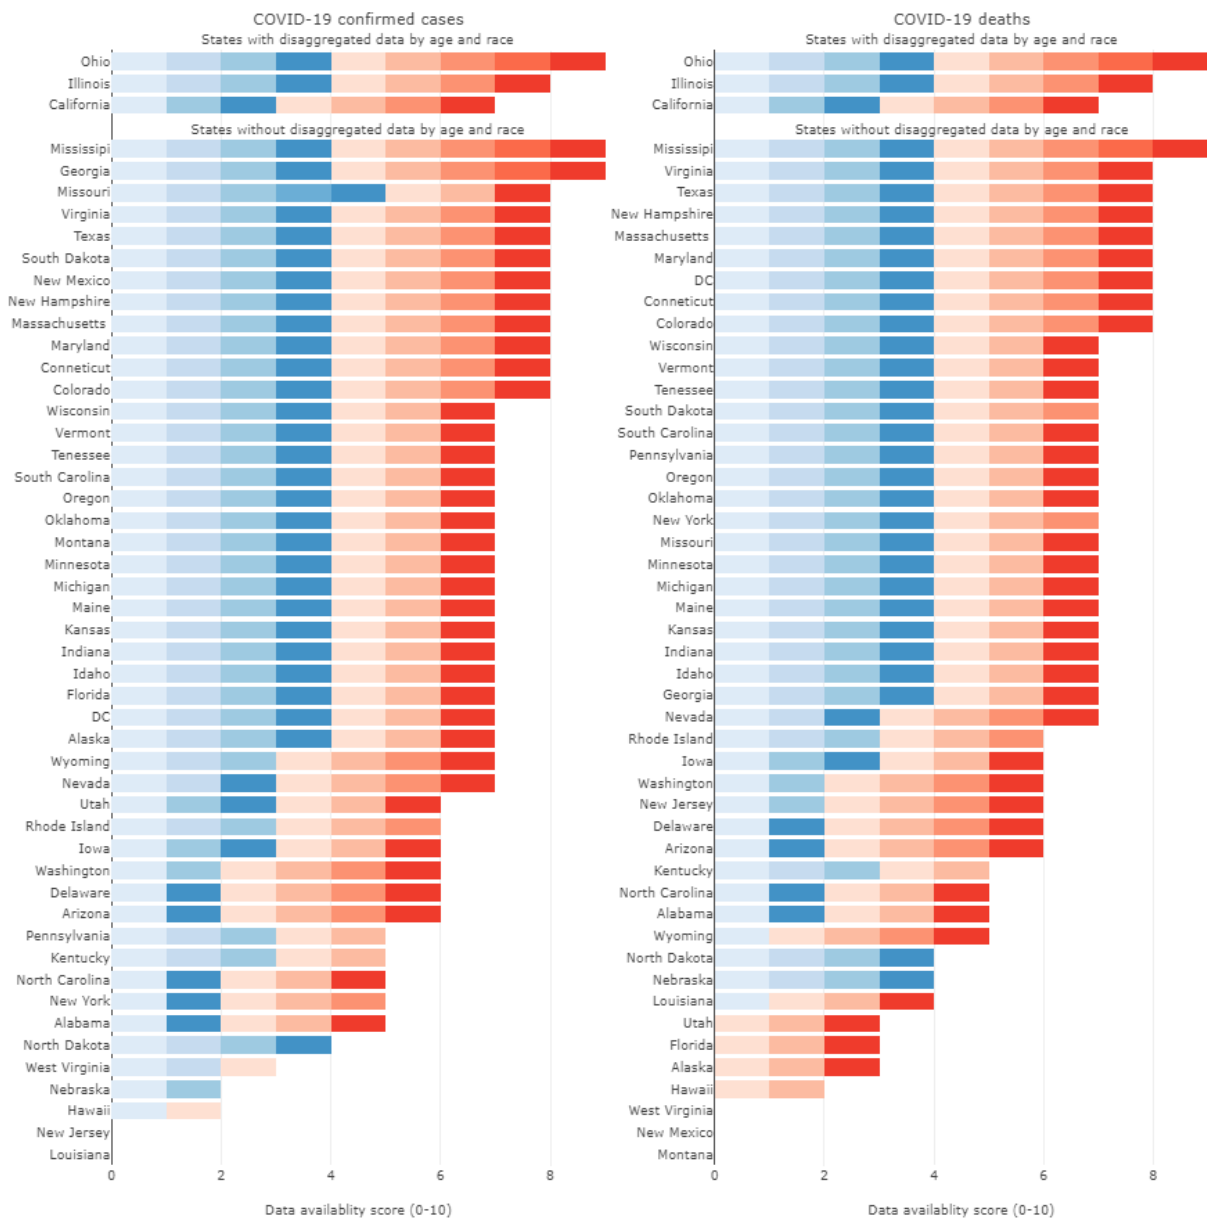 COVID-19 confirmed cases
States with disaggregated data by age and race
Ohio
Illinois
California
States without disaggregated data by age and race
Mississipi
Georgia
Missouri
Virginia
Texas
South Dakota
New Mexico
New Hampshire
Massachusetts
Maryland
Conneticut
Colorado
Wisconsin
Vermont
Tenessee
South Carolina
Oregon
Oklahoma
Montana
Minnesota
Michigan
Maine
Kansas
Indiana
Idaho
Florida
DC
Alaska
Wyoming
Nevada
Utah
Rhode Island
Iowa
Washington
Delaware
Arizona
Pennsylvania
Kentucky
North Carolina
New York
Alabama
North Dakota
West Virginia
Nebraska
Hawaii
New Jersey
Louisiana
0 2 4 6 8
Data availablity score (0-10)
COVID-19 deaths
States with disaggregated data by age and race
Ohio
Illinois
California
States without disaggregated data by age and race
Mississipi
Virginia
Texas
New Hampshire
Massachusetts
Maryland
DC
Conneticut
Colorado
Wisconsin
Vermont
Tenessee
South Dakota
South Carolina
Pennsylvania
Oregon
Oklahoma
New York
Missouri
Minnesota
Michigan
Maine
Kansas
Indiana
Idaho
Georgia
Nevada
Rhode Island
Iowa
Washington
New Jersey
Delaware
Arizona
Kentucky
North Carolina
Alabama
Wyoming
North Dakota
Nebraska
Louisiana
Utah
Florida
Alaska
Hawaii
West Virginia
New Mexico
Montana
0 2 4 6 8
Data availablity score (0-10)